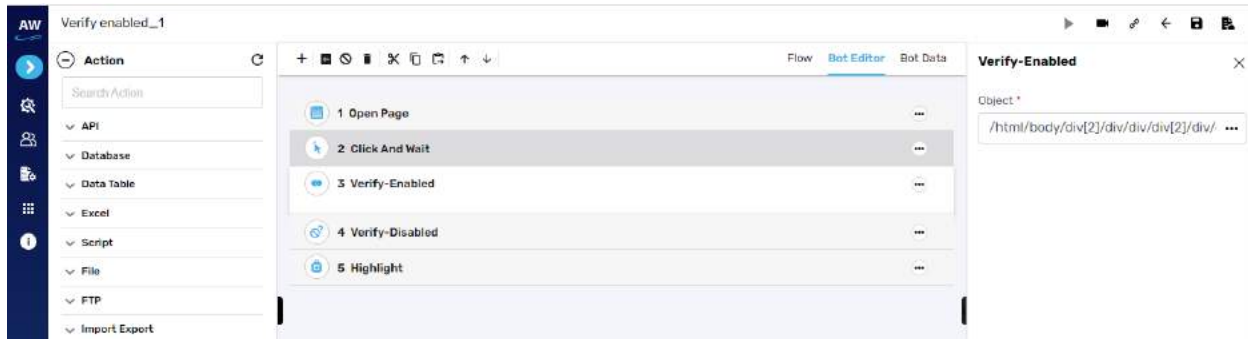 AW
Verify enabled_1
Action
Search Action
API
Database
Data Table
Excel
Script
File
FTP
Import Export
Flow
Bot Editor
Bot Data
1 Open Page
2 Click And Wait
3 Verify-Enabled
4 Verify-Disabled
5 Highlight
Verify-Enabled
Object *
/html/body/div[2]/div/div/div[2]/div/